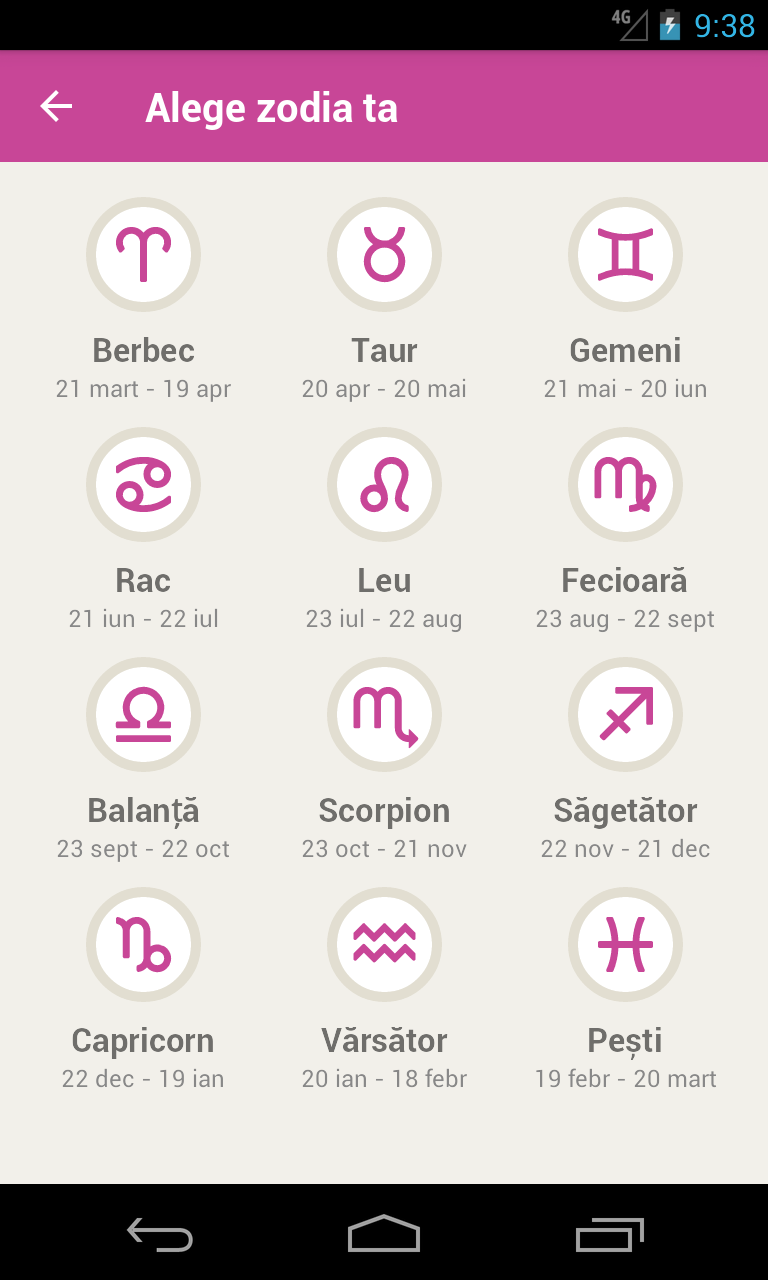 4G 9:38
Alege zodia ta
Berbec Taur Gemeni
21 mart - 19 apr 20 apr - 20 mai 21 mai - 20 iun
Rac Leu Fecioară
21 iun - 22 iul 23 iul - 22 aug 23 aug - 22 sept
Balanță Scorpion Săgetător
23 sept - 22 oct 23 oct - 21 nov 22 nov - 21 dec
Capricorn Vărsător Pești
22 dec - 19 ian 20 ian - 18 febr 19 febr - 20 mart